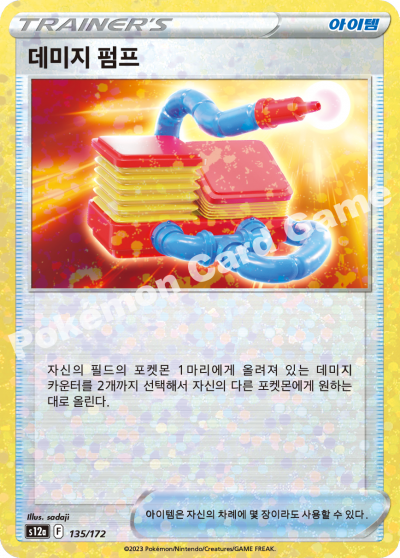 TRAINER'S
아이템
데미지 펌프
Pokémon Card Game
자신의 필드의 포켓몬 1마리에게 올려져 있는 데미지
카운터를 2개까지 선택해서 자신의 다른 포켓몬에게 원하는
대로 올린다.
Illus. sadaji
아이템은 자신의 차례에 몇 장이라도 사용할 수 있다.
s12a F 135/172
©2023 Pokémon/Nintendo/Creatures/GAME FREAK.